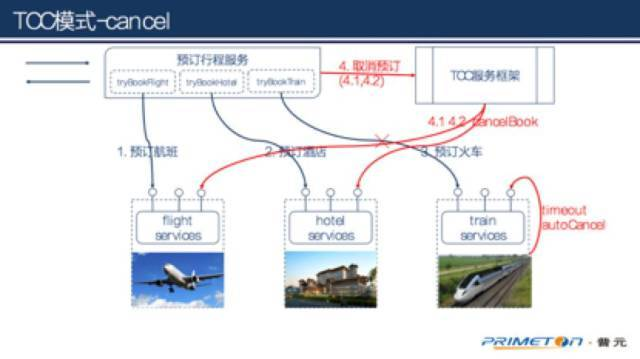 TCC模式-cancel
预订行程服务
tryBookFlight
tryBookHotel
tryBookTrain
4. 取消预订
(4.1,4.2)
TCC服务框架
4.1 4.2 cancelBook
1. 预订航班
2. 预订酒店
3. 预订火车
flight
services
hotel
services
train
services
timeout
autoCancel
PRIMETON · 普元